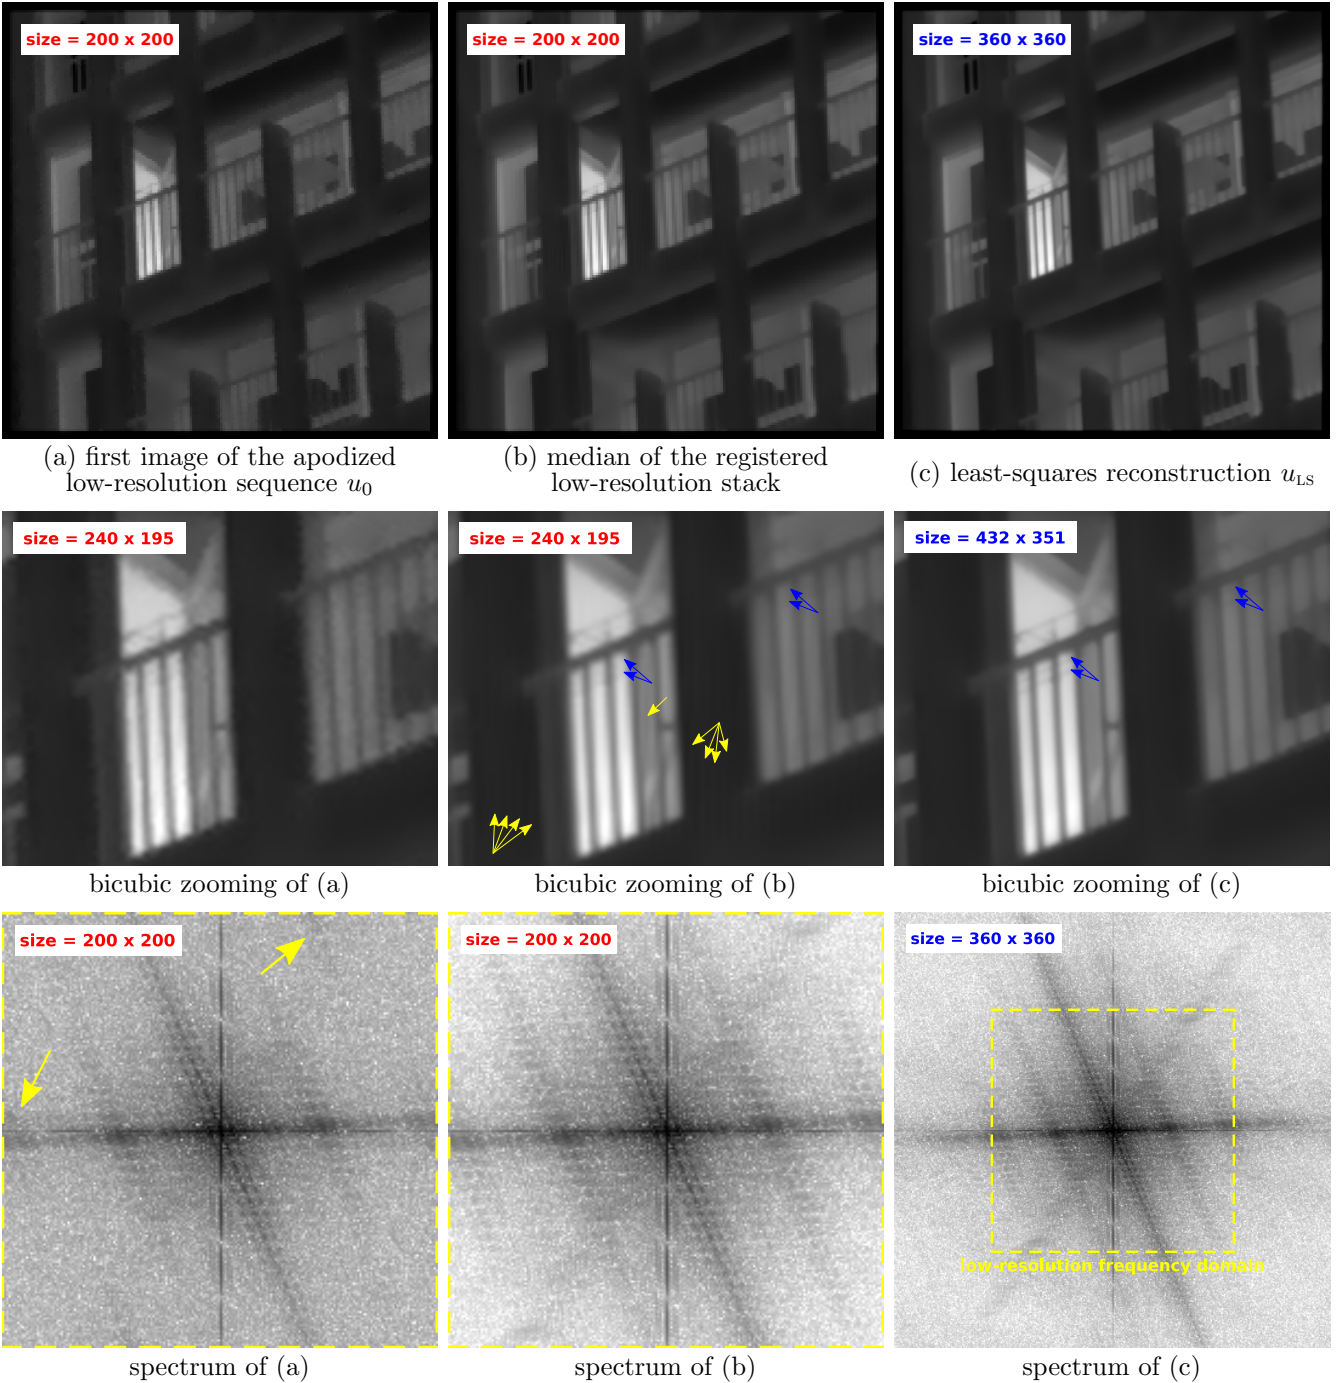 size = 200 x 200
size = 200 x 200
size = 360 x 360
(a) first image of the apodized
low-resolution sequence u₀
(b) median of the registered
low-resolution stack
(c) least-squares reconstruction u_LS
size = 240 x 195
size = 240 x 195
size = 432 x 351
bicubic zooming of (a)
bicubic zooming of (b)
bicubic zooming of (c)
size = 200 x 200
size = 200 x 200
size = 360 x 360
low-resolution frequency domain
spectrum of (a)
spectrum of (b)
spectrum of (c)